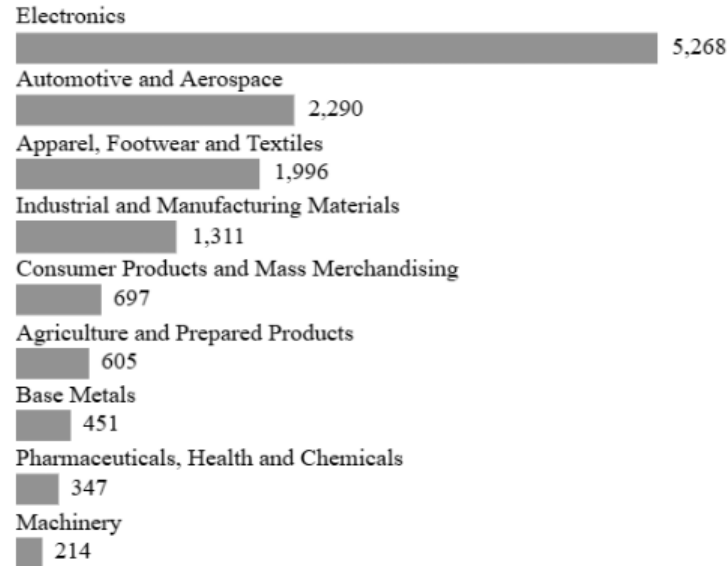 Electronics
5,268
Automotive and Aerospace
2,290
Apparel, Footwear and Textiles
1,996
Industrial and Manufacturing Materials
1,311
Consumer Products and Mass Merchandising
697
Agriculture and Prepared Products
605
Base Metals
451
Pharmaceuticals, Health and Chemicals
347
Machinery
214